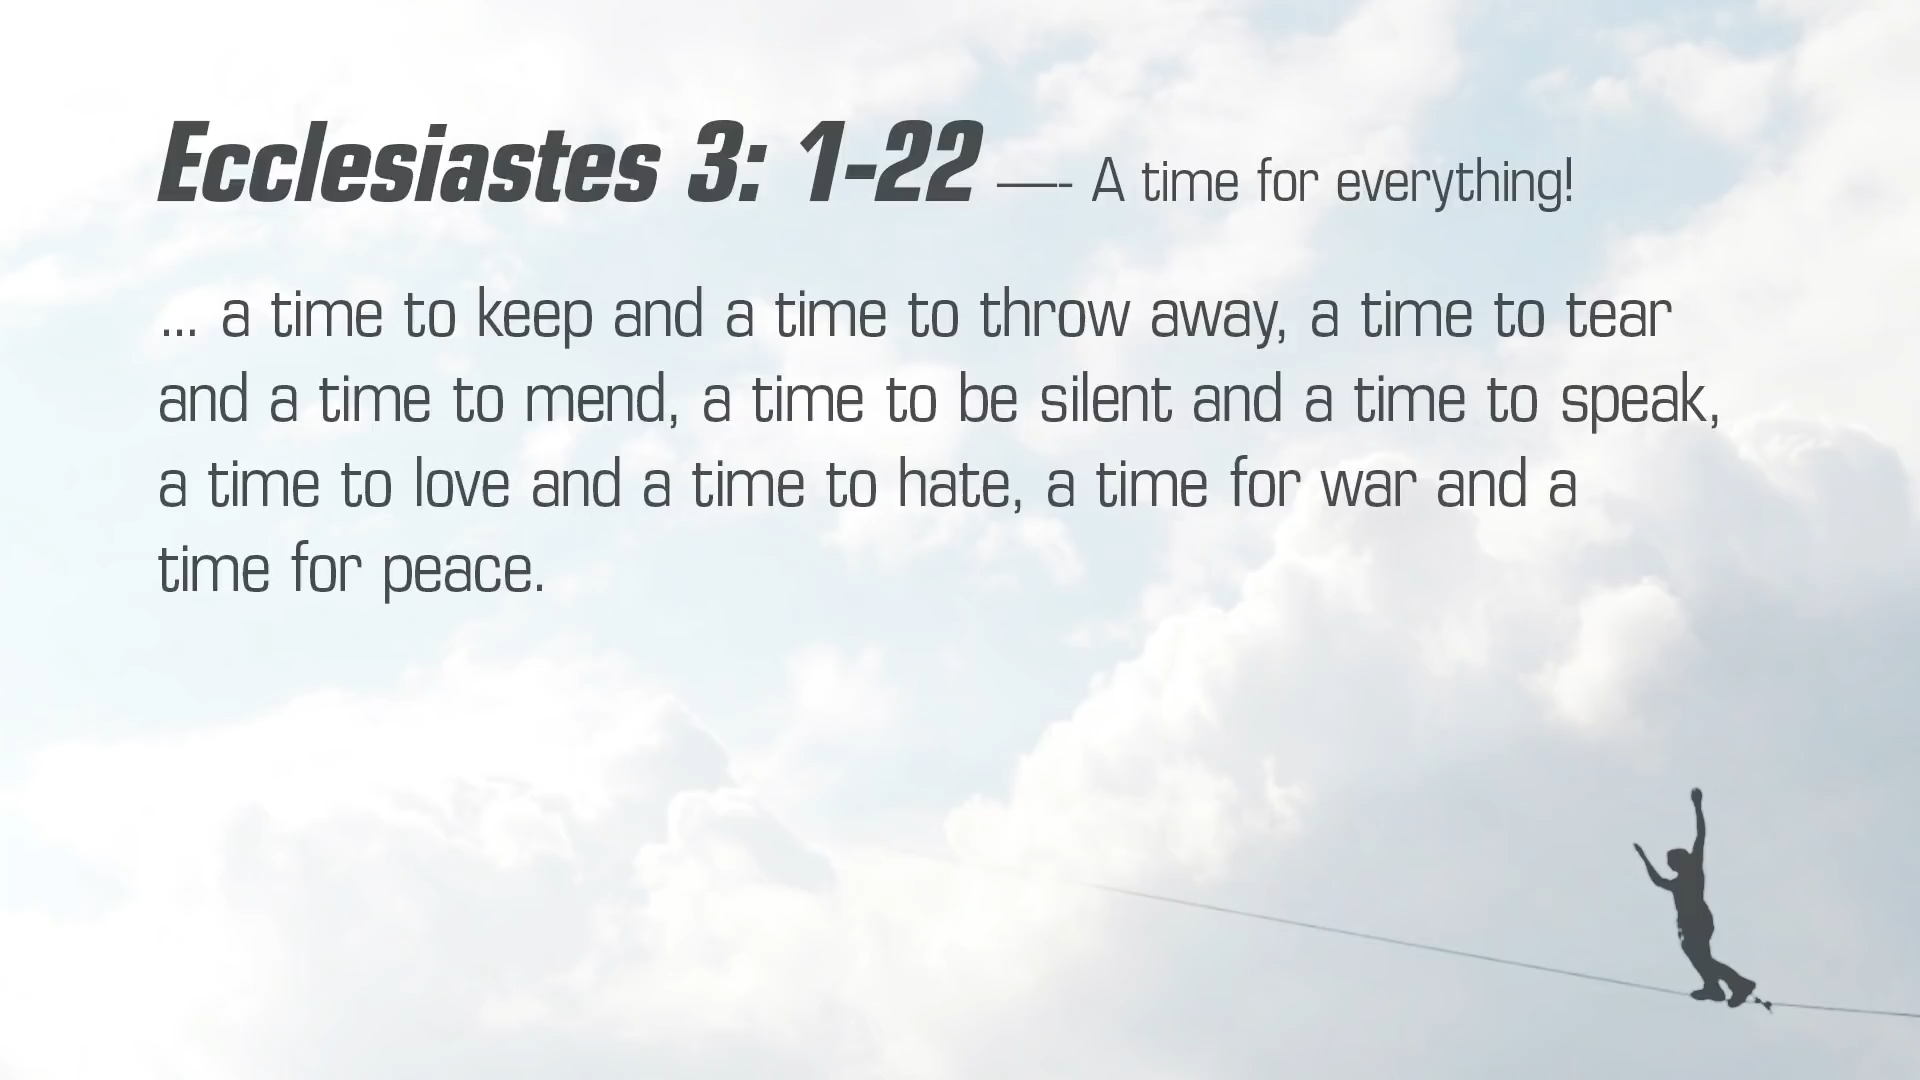 Ecclesiastes 3: 1-22 —- A time for everything!
... a time to keep and a time to throw away, a time to tear
and a time to mend, a time to be silent and a time to speak,
a time to love and a time to hate, a time for war and a
time for peace.